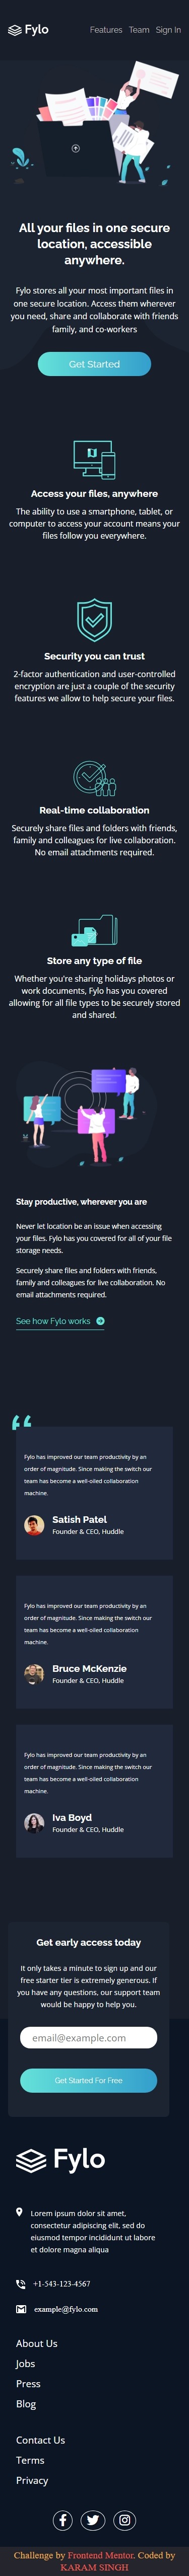 Fylo
Features Team Sign In
All your files in one secure
location, accessible
anywhere.
Fylo stores all your most important files in
one secure location. Access them wherever
you need, share and collaborate with friends
family, and co-workers
Get Started
Access your files, anywhere
The ability to use a smartphone, tablet, or
computer to access your account means your
files follow you everywhere.
Security you can trust
2-factor authentication and user-controlled
encryption are just a couple of the security
features we allow to help secure your files.
Real-time collaboration
Securely share files and folders with friends,
family and colleagues for live collaboration.
No email attachments required.
Store any type of file
Whether you're sharing holidays photos or
work documents, Fylo has you covered
allowing for all file types to be securely stored
and shared.
Stay productive, wherever you are
Never let location be an issue when accessing
your files. Fylo has you covered for all of your file
storage needs.
Securely share files and folders with friends,
family and colleagues for live collaboration. No
email attachments required.
See how Fylo works
Fylo has improved our team productivity by an
order of magnitude. Since making the switch our
team has become a well-oiled collaboration
machine.
Satish Patel
Founder & CEO, Huddle
Fylo has improved our team productivity by an
order of magnitude. Since making the switch our
team has become a well-oiled collaboration
machine.
Bruce McKenzie
Founder & CEO, Huddle
Fylo has improved our team productivity by an
order of magnitude. Since making the switch our
team has become a well-oiled collaboration
machine.
Iva Boyd
Founder & CEO, Huddle
Get early access today
It only takes a minute to sign up and our
free starter tier is extremely generous. If
you have any questions, our support team
would be happy to help you.
email@example.com
Get Started For Free
Fylo
Lorem ipsum dolor sit amet,
consectetur adipiscing elit, sed do
eiusmod tempor incididunt ut labore
et dolore magna aliqua
+1-543-123-4567
example@fylo.com
About Us
Jobs
Press
Blog
Contact Us
Terms
Privacy
Challenge by Frontend Mentor. Coded by
KARAM SINGH